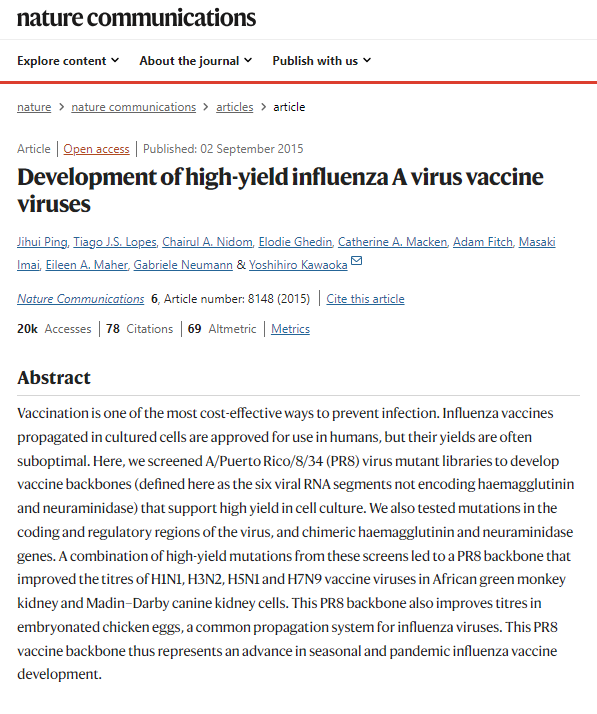 nature communications
Explore content About the journal Publish with us
nature > nature communications > articles > article
Article | Open access | Published: 02 September 2015
Development of high-yield influenza A virus vaccine
viruses
Jihui Ping, Tiago J.S. Lopes, Chairul A. Nidom, Elodie Ghedin, Catherine A. Macken, Adam Fitch, Masaki
Imai, Eileen A. Maher, Gabriele Neumann & Yoshihiro Kawaoka
Nature Communications 6, Article number: 8148 (2015) | Cite this article
20k Accesses | 78 Citations | 69 Altmetric | Metrics
Abstract
Vaccination is one of the most cost-effective ways to prevent infection. Influenza vaccines
propagated in cultured cells are approved for use in humans, but their yields are often
suboptimal. Here, we screened A/Puerto Rico/8/34 (PR8) virus mutant libraries to develop
vaccine backbones (defined here as the six viral RNA segments not encoding haemagglutinin
and neuraminidase) that support high yield in cell culture. We also tested mutations in the
coding and regulatory regions of the virus, and chimeric haemagglutinin and neuraminidase
genes. A combination of high-yield mutations from these screens led to a PR8 backbone that
improved the titres of H1N1, H3N2, H5N1 and H7N9 vaccine viruses in African green monkey
kidney and Madin–Darby canine kidney cells. This PR8 backbone also improves titres in
embryonated chicken eggs, a common propagation system for influenza viruses. This PR8
vaccine backbone thus represents an advance in seasonal and pandemic influenza vaccine
development.